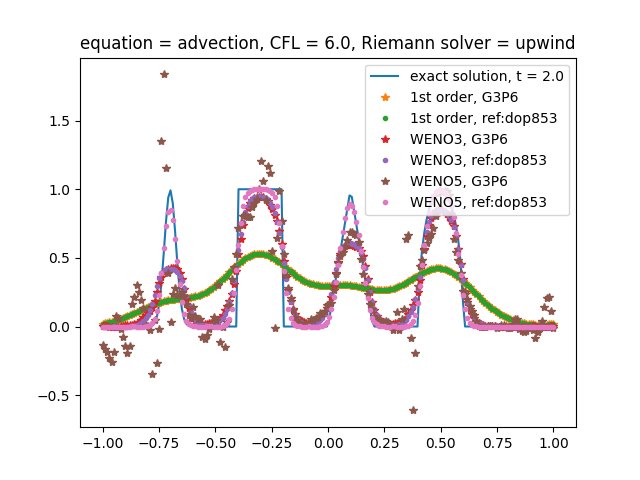 equation = advection, CFL = 6.0, Riemann solver = upwind
exact solution, t = 2.0
1st order, G3P6
1st order, ref:dop853
WENO3, G3P6
WENO3, ref:dop853
WENO5, G3P6
WENO5, ref:dop853
1.5
1.0
0.5
0.0
−0.5
−1.00 −0.75 −0.50 −0.25 0.00 0.25 0.50 0.75 1.00